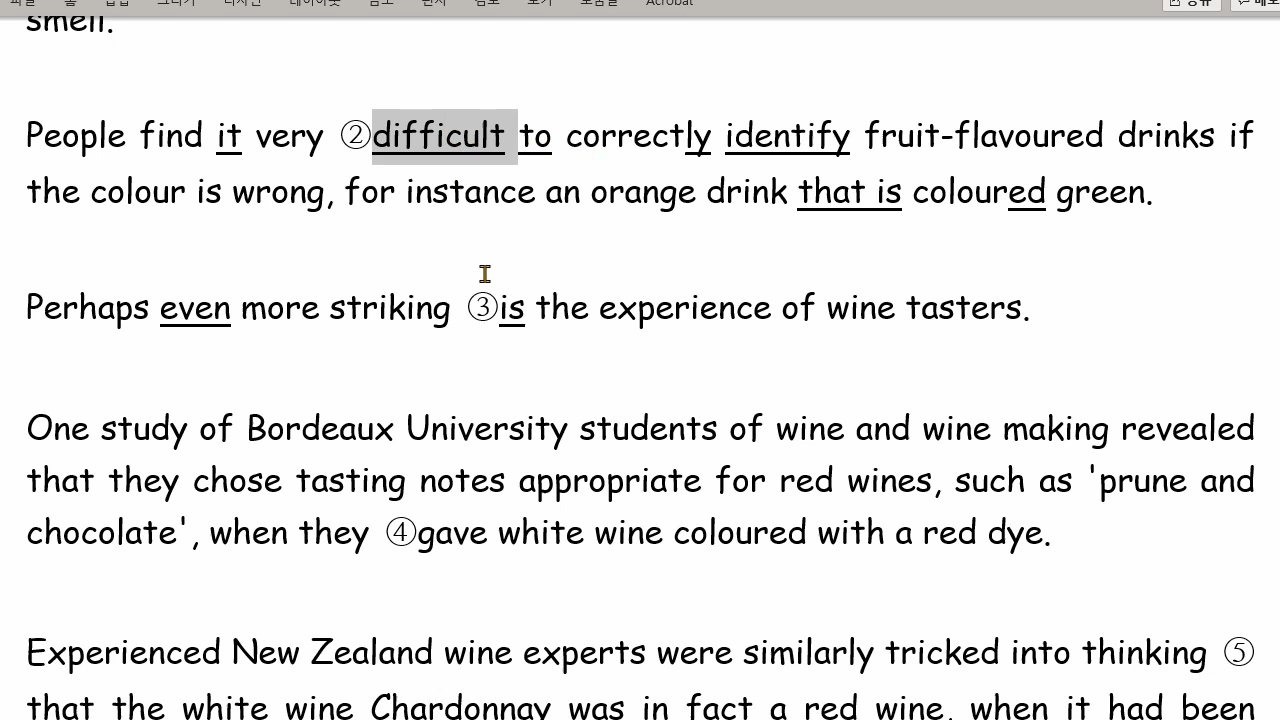 Acrobat
smell.
People find it very ②difficult to correctly identify fruit-flavoured drinks if
the colour is wrong, for instance an orange drink that is coloured green.
Perhaps even more striking ③is the experience of wine tasters.
One study of Bordeaux University students of wine and wine making revealed
that they chose tasting notes appropriate for red wines, such as 'prune and
chocolate', when they ④gave white wine coloured with a red dye.
Experienced New Zealand wine experts were similarly tricked into thinking ⑤
that the white wine Chardonnay was in fact a red wine, when it had been